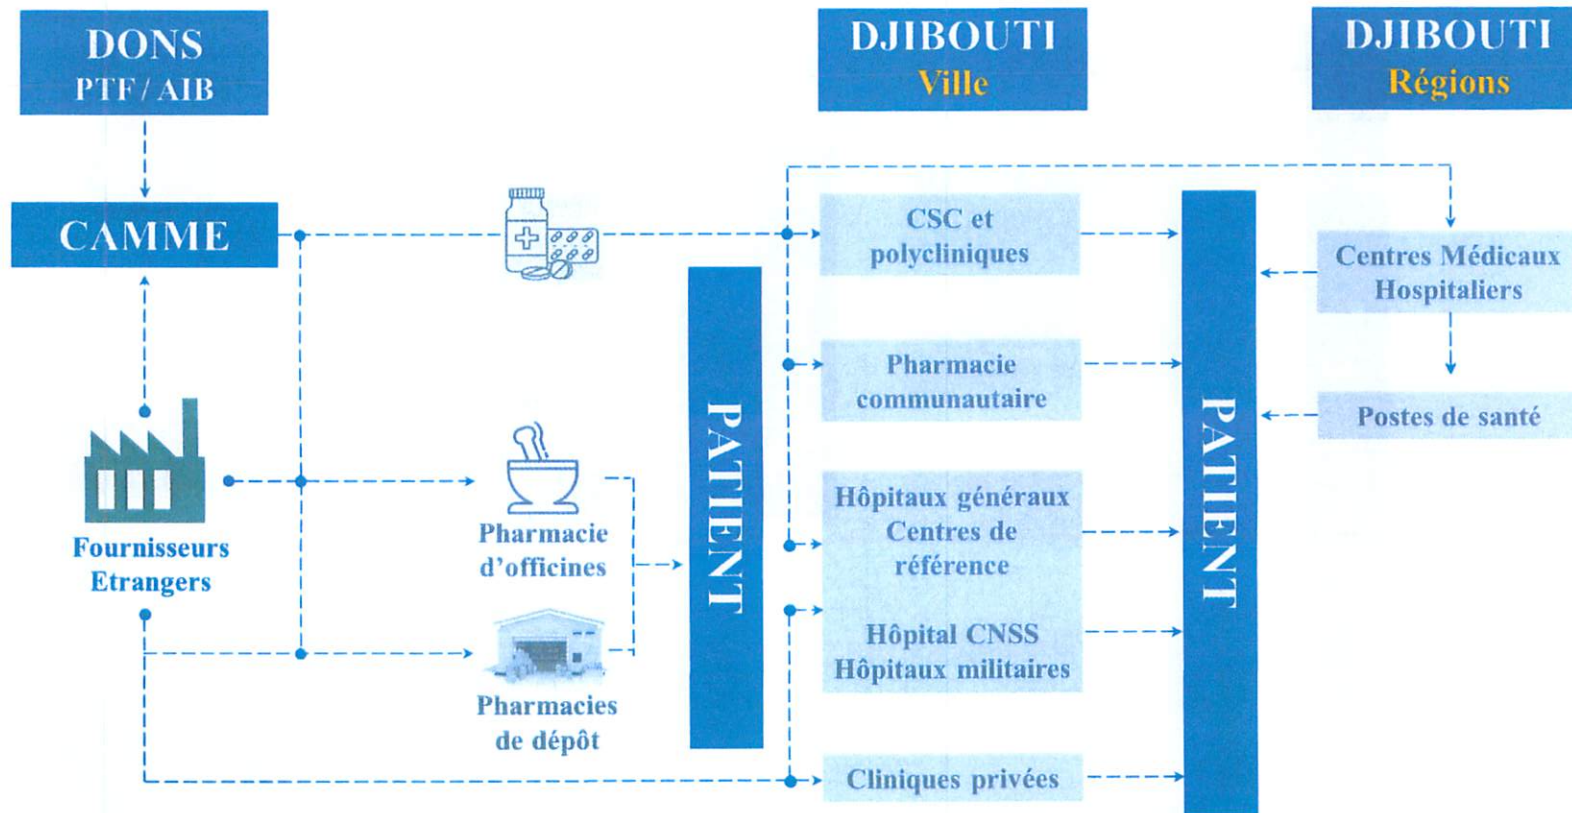 DONS
PTF / AIB
DJIBOUTI
Ville
DJIBOUTI
Régions
CAMME
CSC et
polycliniques
Centres Médicaux
Hospitaliers
Pharmacie
communautaire
Postes de santé
PATIENT
PATIENT
Fournisseurs
Etrangers
Pharmacie
d'officines
Hôpitaux généraux
Centres de
référence
Hôpital CNSS
Hôpitaux militaires
Pharmacies
de dépôt
Cliniques privées